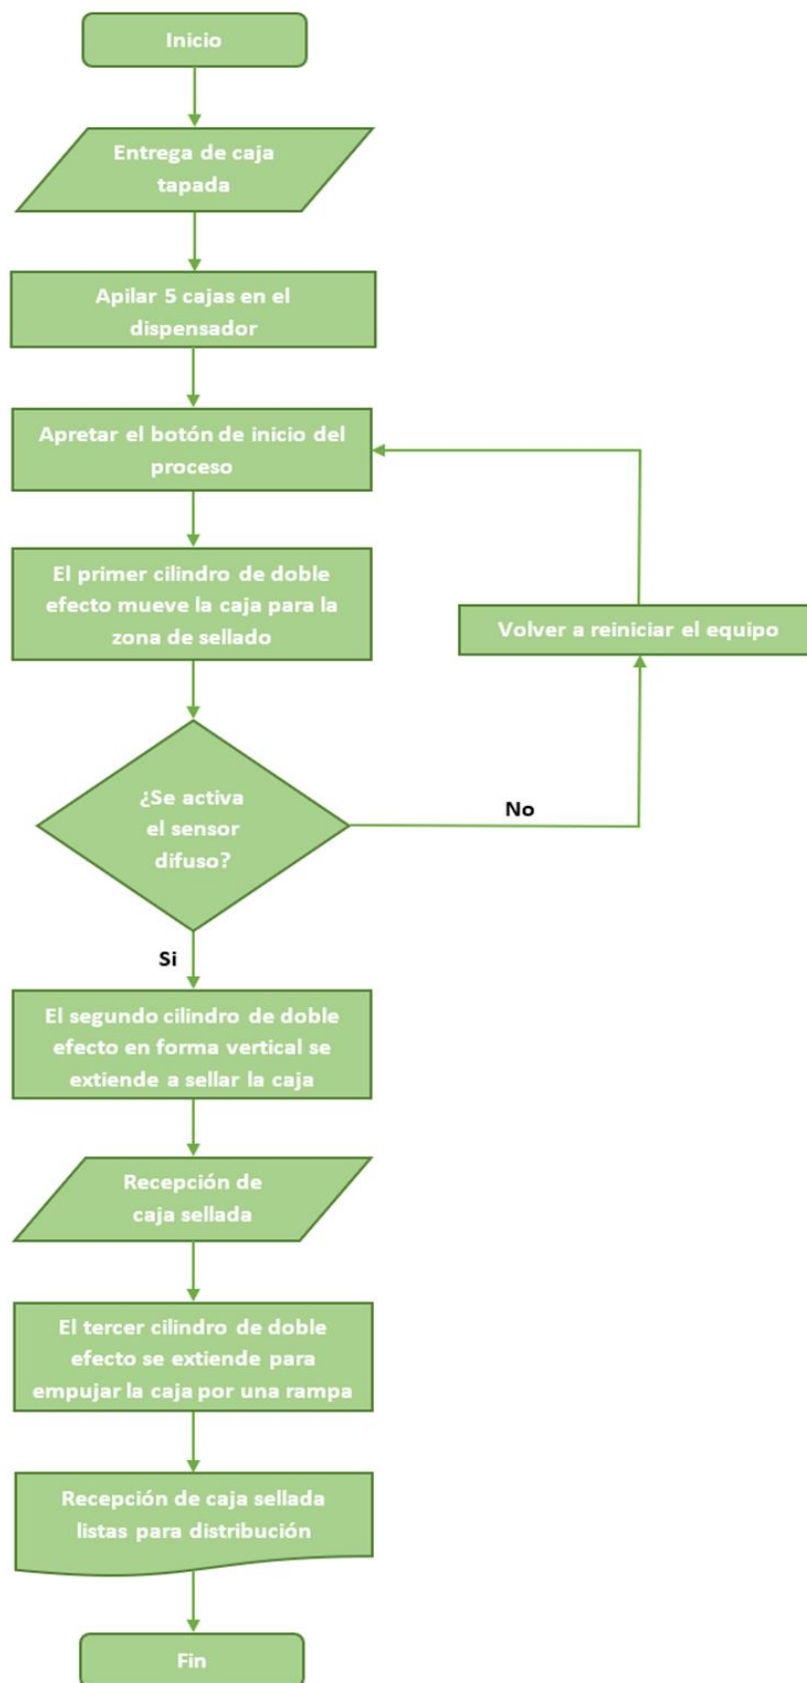 Inicio
Entrega de caja
tapada
Apilar 5 cajas en el
dispensador
Apretar el botón de inicio del
proceso
El primer cilindro de doble
efecto mueve la caja para la
zona de sellado
Volver a reiniciar el equipo
¿Se activa
el sensor
difuso?
No
Si
El segundo cilindro de doble
efecto en forma vertical se
extiende a sellar la caja
Recepción de
caja sellada
El tercer cilindro de doble
efecto se extiende para
empujar la caja por una rampa
Recepción de caja sellada
listas para distribución
Fin